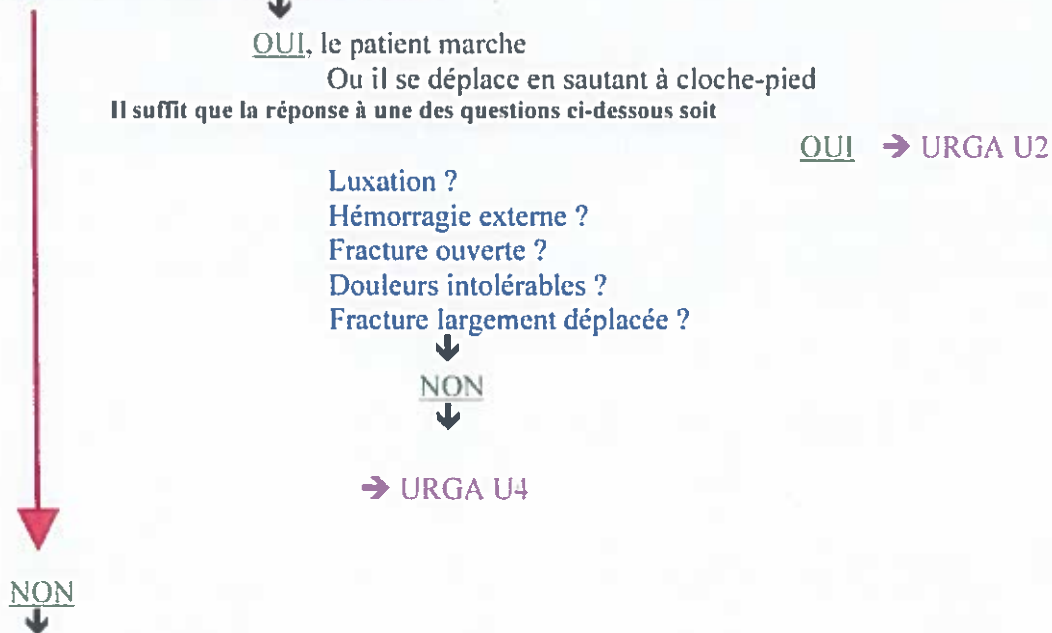 OUI, le patient marche
Ou il se déplace en sautant à cloche-pied
Il suffit que la réponse à une des questions ci-dessous soit
OUI → URGA U2
Luxation ?
Hémorragie externe ?
Fracture ouverte ?
Douleurs intolérables ?
Fracture largement déplacée ?
NON
→ URGA U4
NON